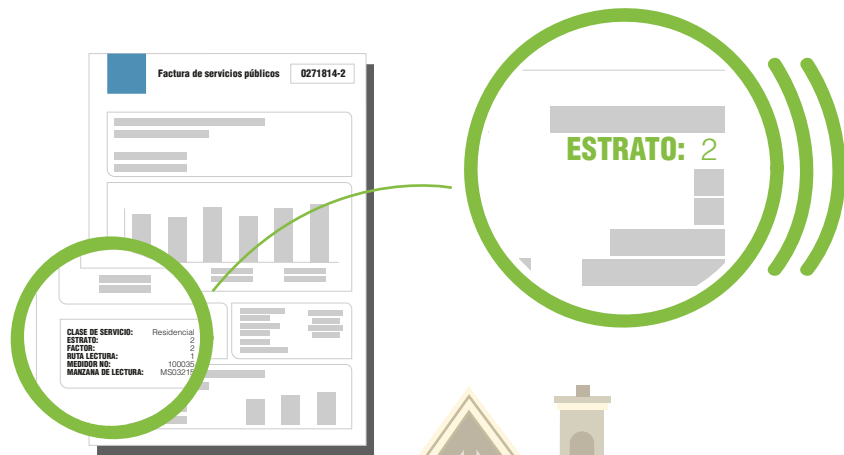 Factura de servicios públicos 0271814-2
ESTRATO: 2
CLASE DE SERVICIO: Residencial
ESTRATO: 2
FACTOR: 2
RUTA LECTURA: 1
MEDIDOR NO: 100035
MANZANA DE LECTURA: MS03215